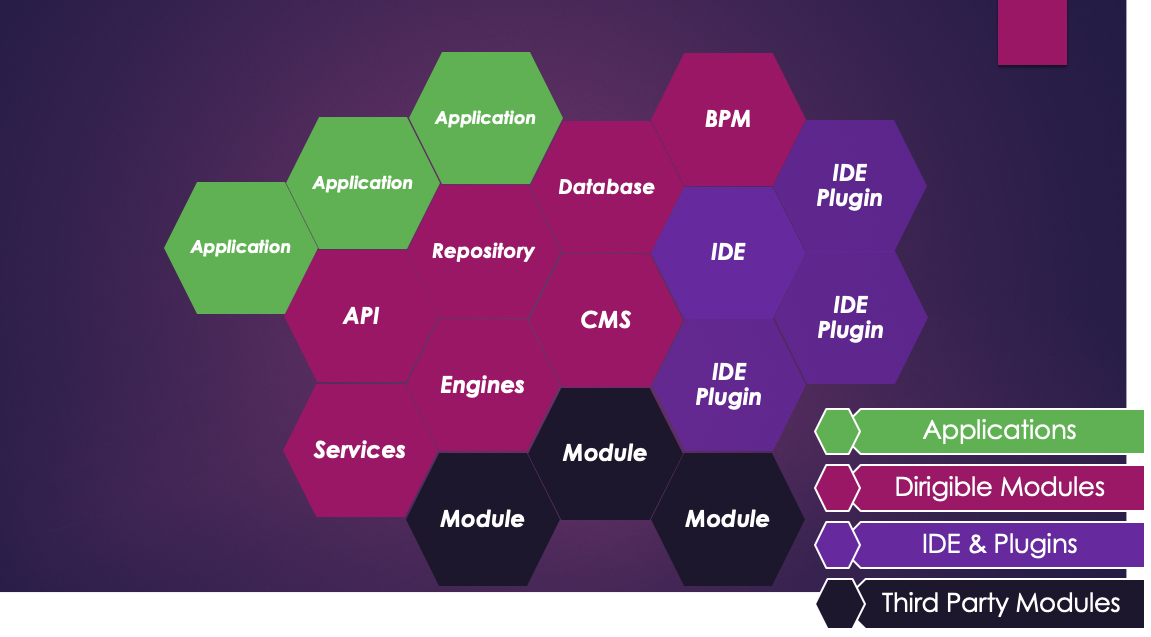 Application
BPM
Application
Database
IDE
Plugin
Application
Repository
IDE
API
CMS
IDE
Plugin
Engines
IDE
Plugin
Services
Module
Module
Module
Applications
Dirigible Modules
IDE & Plugins
Third Party Modules